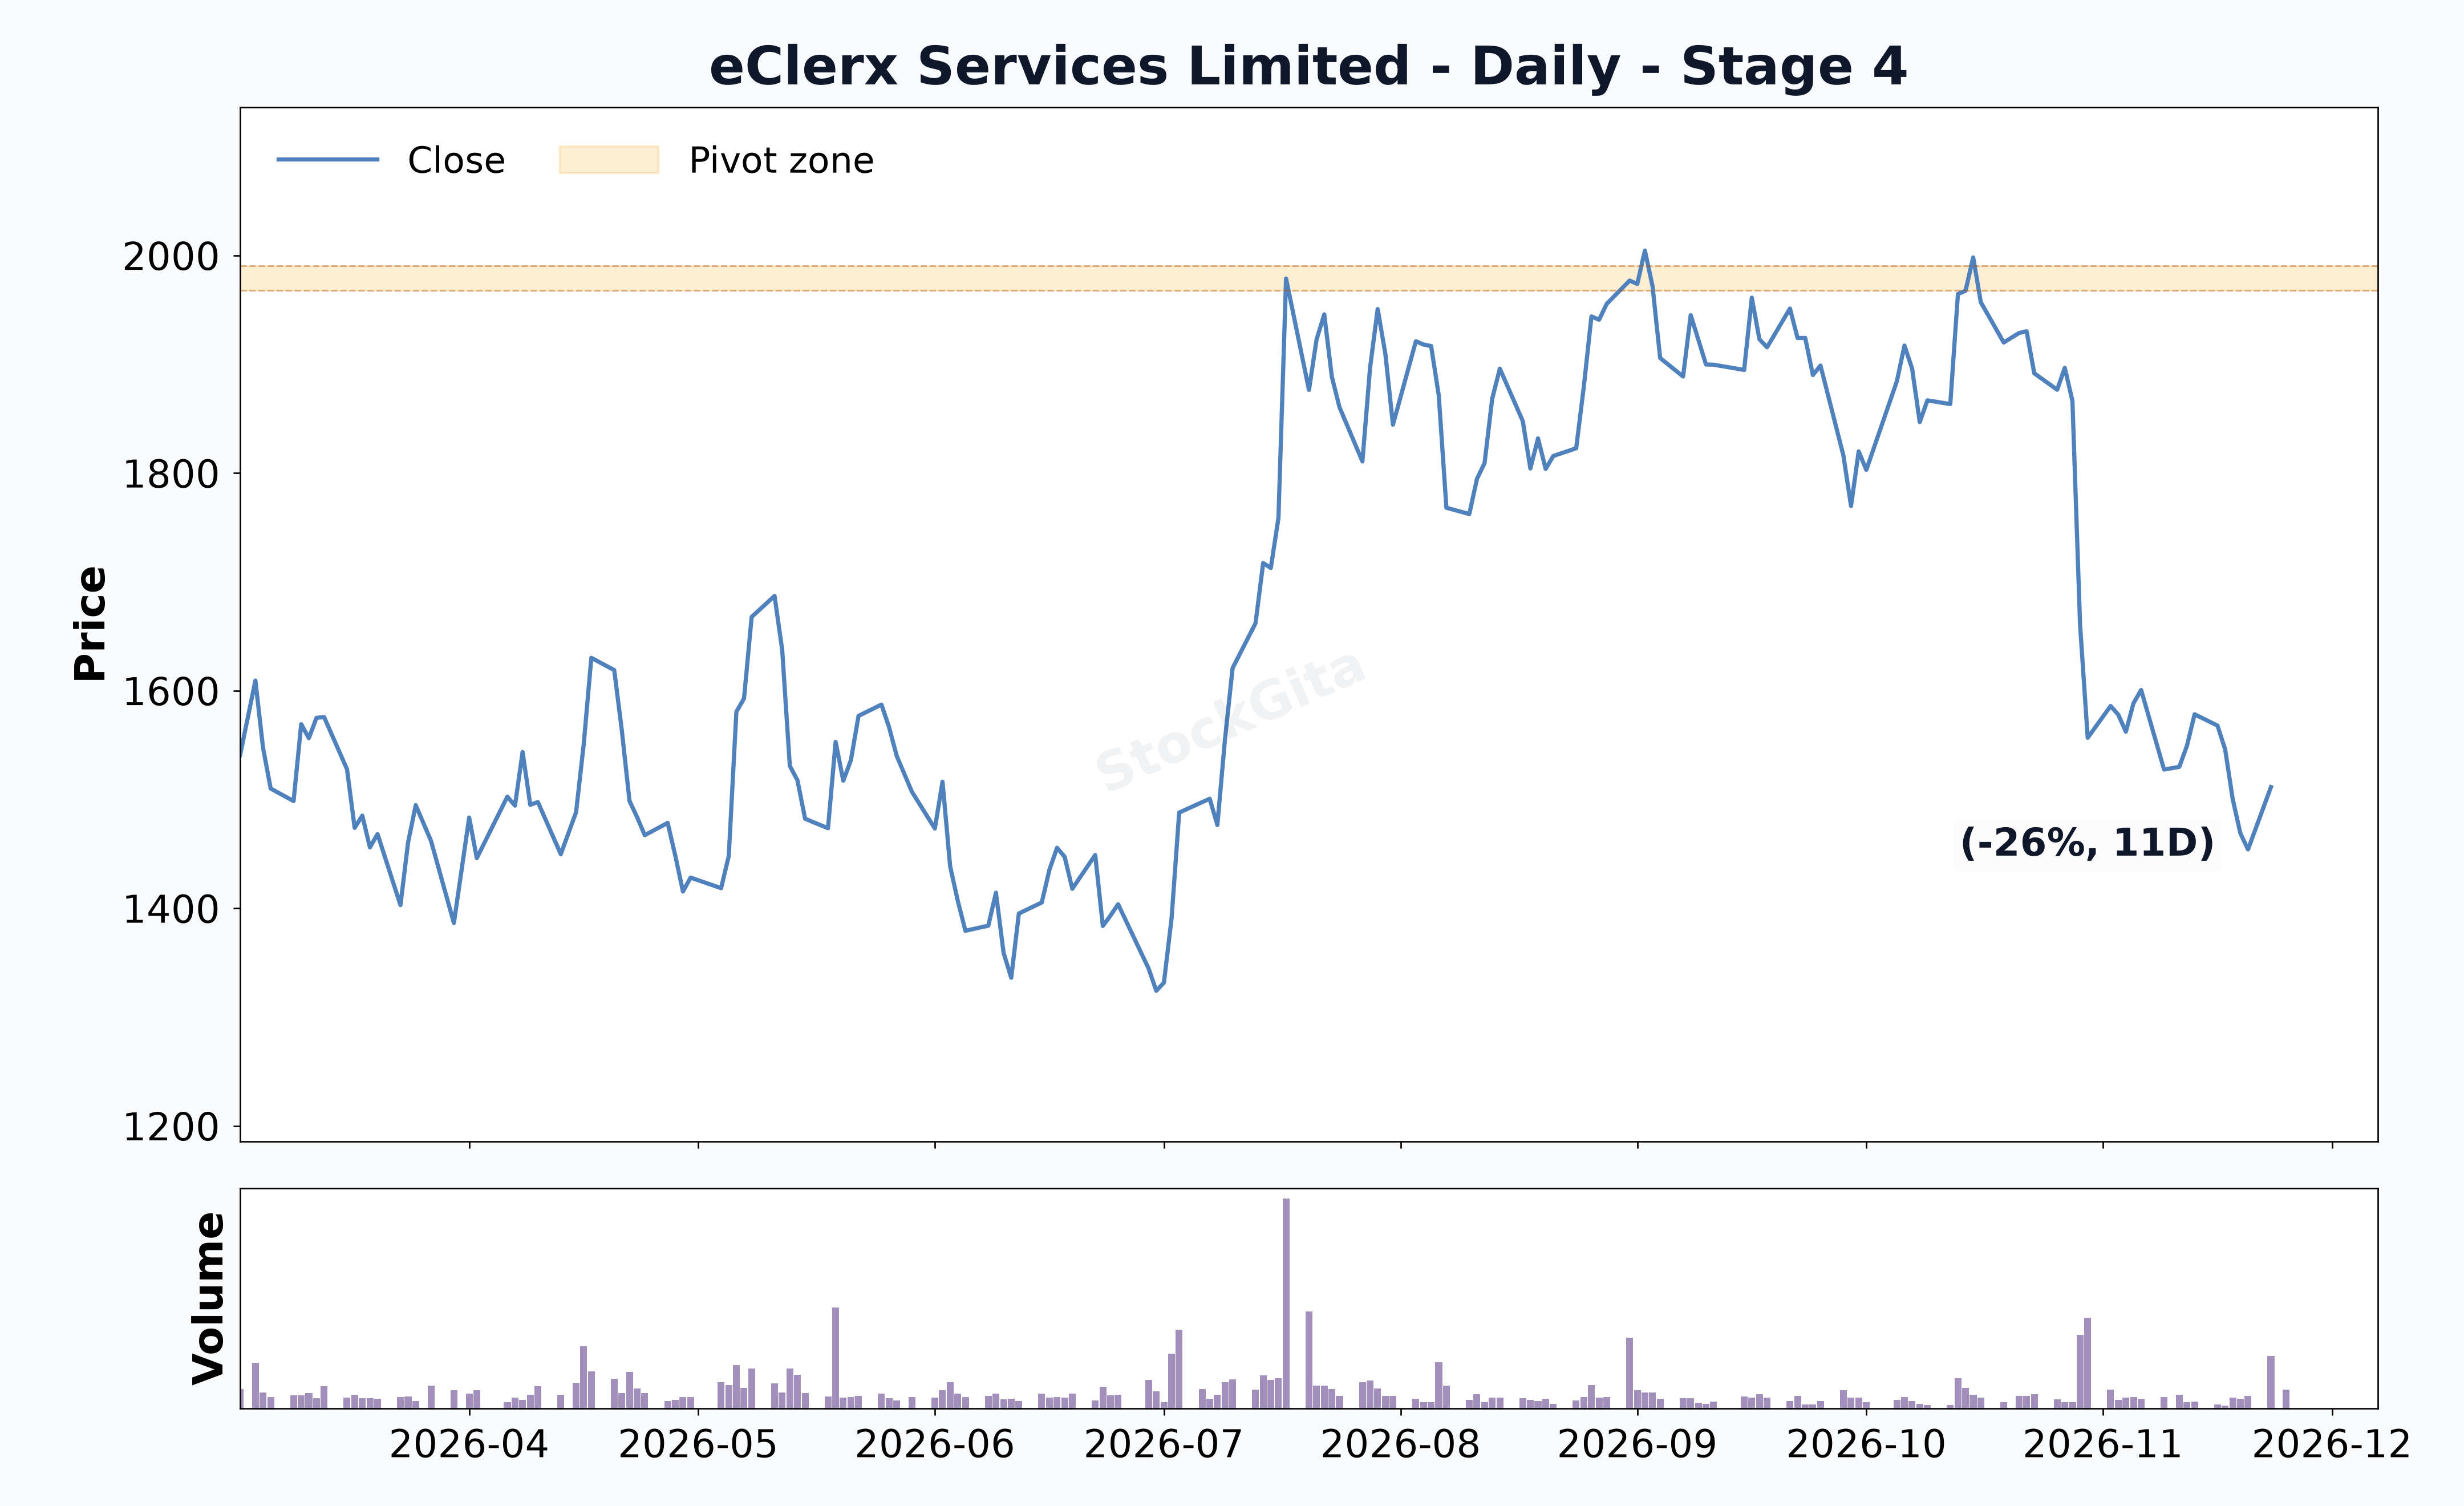 eClerx Services Limited - Daily - Stage 4
Close
Pivot zone
Price
2000
1800
1600
1400
1200
StockGita
(-26%, 11D)
Volume
2026-04
2026-05
2026-06
2026-07
2026-08
2026-09
2026-10
2026-11
2026-12